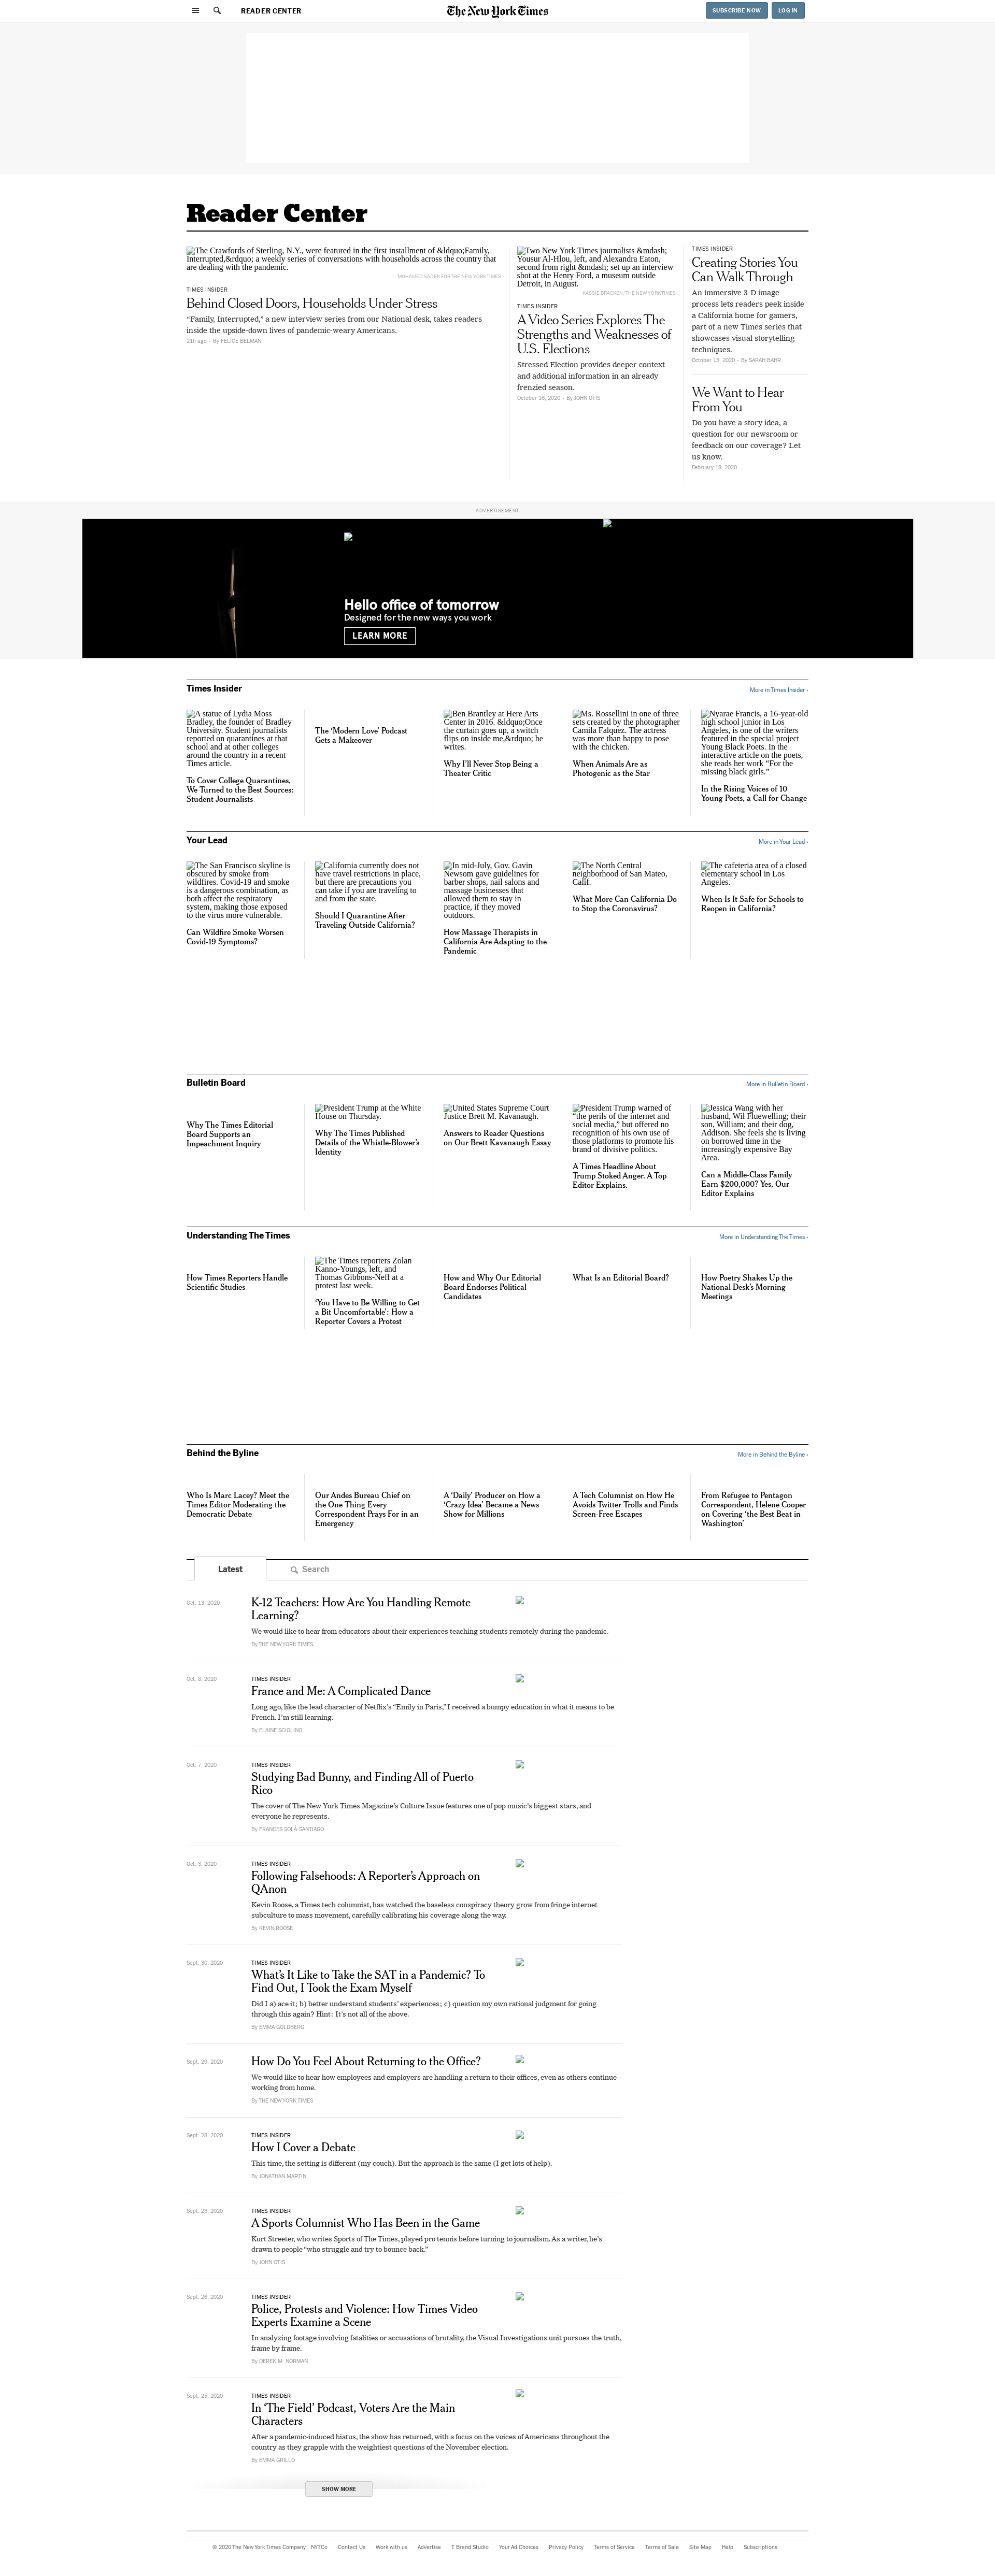 READER CENTER
The New York Times
SUBSCRIBE NOW
LOG IN
Reader Center
The Crawfords of Sterling, N.Y., were featured in the first installment of &ldquo;Family,
Interrupted,&rdquo; a weekly series of conversations with households across the country that
are dealing with the pandemic.
MOHAMED SADEK FOR THE NEW YORK TIMES
TIMES INSIDER
Behind Closed Doors, Households Under Stress
“Family, Interrupted,” a new interview series from our National desk, takes readers
inside the upside-down lives of pandemic-weary Americans.
21h ago – By FELICE BELMAN
Two New York Times journalists &mdash;
Yousur Al-Hlou, left, and Alexandra Eaton,
second from right &mdash; set up an interview
shot at the Henry Ford, a museum outside
Detroit, in August.
KASSIE BRACKEN/THE NEW YORK TIMES
TIMES INSIDER
A Video Series Explores The
Strengths and Weaknesses of
U.S. Elections
Stressed Election provides deeper context
and additional information in an already
frenzied season.
October 16, 2020 – By JOHN OTIS
TIMES INSIDER
Creating Stories You
Can Walk Through
An immersive 3-D image
process lets readers peek inside
a California home for gamers,
part of a new Times series that
showcases visual storytelling
techniques.
October 13, 2020 – By SARAH BAHR
We Want to Hear
From You
Do you have a story idea, a
question for our newsroom or
feedback on our coverage? Let
us know.
February 18, 2020
ADVERTISEMENT
Hello office of tomorrow
Designed for the new ways you work
LEARN MORE
Times Insider
More in Times Insider ›
A statue of Lydia Moss
Bradley, the founder of Bradley
University. Student journalists
reported on quarantines at that
school and at other colleges
around the country in a recent
Times article.
To Cover College Quarantines,
We Turned to the Best Sources:
Student Journalists
The ‘Modern Love’ Podcast
Gets a Makeover
Ben Brantley at Here Arts
Center in 2016. &ldquo;Once
the curtain goes up, a switch
flips on inside me,&rdquo; he
writes.
Why I’ll Never Stop Being a
Theater Critic
Ms. Rossellini in one of three
sets created by the photographer
Camila Falquez. The actress
was more than happy to pose
with the chicken.
When Animals Are as
Photogenic as the Star
Nyarae Francis, a 16-year-old
high school junior in Los
Angeles, is one of the writers
featured in the special project
Young Black Poets. In the
interactive article on the poets,
she reads her work “For the
missing black girls.”
In the Rising Voices of 10
Young Poets, a Call for Change
Your Lead
More in Your Lead ›
The San Francisco skyline is
obscured by smoke from
wildfires. Covid-19 and smoke
is a dangerous combination, as
both affect the respiratory
system, making those exposed
to the virus more vulnerable.
Can Wildfire Smoke Worsen
Covid-19 Symptoms?
California currently does not
have travel restrictions in place,
but there are precautions you
can take if you are traveling to
and from the state.
Should I Quarantine After
Traveling Outside California?
In mid-July, Gov. Gavin
Newsom gave guidelines for
barber shops, nail salons and
massage businesses that
allowed them to stay in
practice, if they moved
outdoors.
How Massage Therapists in
California Are Adapting to the
Pandemic
The North Central
neighborhood of San Mateo,
Calif.
What More Can California Do
to Stop the Coronavirus?
The cafeteria area of a closed
elementary school in Los
Angeles.
When Is It Safe for Schools to
Reopen in California?
Bulletin Board
More in Bulletin Board ›
Why The Times Editorial
Board Supports an
Impeachment Inquiry
President Trump at the White
House on Thursday.
Why The Times Published
Details of the Whistle-Blower’s
Identity
United States Supreme Court
Justice Brett M. Kavanaugh.
Answers to Reader Questions
on Our Brett Kavanaugh Essay
President Trump warned of
“the perils of the internet and
social media,” but offered no
recognition of his own use of
those platforms to promote his
brand of divisive politics.
A Times Headline About
Trump Stoked Anger. A Top
Editor Explains.
Jessica Wang with her
husband, Wil Fluewelling; their
son, William; and their dog,
Addison. She feels she is living
on borrowed time in the
increasingly expensive Bay
Area.
Can a Middle-Class Family
Earn $200,000? Yes, Our
Editor Explains
Understanding The Times
More in Understanding The Times ›
How Times Reporters Handle
Scientific Studies
The Times reporters Zolan
Kanno-Youngs, left, and
Thomas Gibbons-Neff at a
protest last week.
‘You Have to Be Willing to Get
a Bit Uncomfortable’: How a
Reporter Covers a Protest
How and Why Our Editorial
Board Endorses Political
Candidates
What Is an Editorial Board?
How Poetry Shakes Up the
National Desk’s Morning
Meetings
Behind the Byline
More in Behind the Byline ›
Who Is Marc Lacey? Meet the
Times Editor Moderating the
Democratic Debate
Our Andes Bureau Chief on
the One Thing Every
Correspondent Prays For in an
Emergency
A ‘Daily’ Producer on How a
‘Crazy Idea’ Became a News
Show for Millions
A Tech Columnist on How He
Avoids Twitter Trolls and Finds
Screen-Free Escapes
From Refugee to Pentagon
Correspondent, Helene Cooper
on Covering ‘the Best Beat in
Washington’
Latest
Search
Oct. 13, 2020
K-12 Teachers: How Are You Handling Remote
Learning?
We would like to hear from educators about their experiences teaching students remotely during the pandemic.
By THE NEW YORK TIMES
Oct. 8, 2020
TIMES INSIDER
France and Me: A Complicated Dance
Long ago, like the lead character of Netflix’s “Emily in Paris,” I received a bumpy education in what it means to be
French. I’m still learning.
By ELAINE SCIOLINO
Oct. 7, 2020
TIMES INSIDER
Studying Bad Bunny, and Finding All of Puerto
Rico
The cover of The New York Times Magazine’s Culture Issue features one of pop music’s biggest stars, and
everyone he represents.
By FRANCES SOLÁ-SANTIAGO
Oct. 3, 2020
TIMES INSIDER
Following Falsehoods: A Reporter’s Approach on
QAnon
Kevin Roose, a Times tech columnist, has watched the baseless conspiracy theory grow from fringe internet
subculture to mass movement, carefully calibrating his coverage along the way.
By KEVIN ROOSE
Sept. 30, 2020
TIMES INSIDER
What’s It Like to Take the SAT in a Pandemic? To
Find Out, I Took the Exam Myself
Did I a) ace it; b) better understand students’ experiences; c) question my own rational judgment for going
through this again? Hint: It’s not all of the above.
By EMMA GOLDBERG
Sept. 29, 2020
How Do You Feel About Returning to the Office?
We would like to hear how employees and employers are handling a return to their offices, even as others continue
working from home.
By THE NEW YORK TIMES
Sept. 28, 2020
TIMES INSIDER
How I Cover a Debate
This time, the setting is different (my couch). But the approach is the same (I get lots of help).
By JONATHAN MARTIN
Sept. 28, 2020
TIMES INSIDER
A Sports Columnist Who Has Been in the Game
Kurt Streeter, who writes Sports of The Times, played pro tennis before turning to journalism. As a writer, he’s
drawn to people “who struggle and try to bounce back.”
By JOHN OTIS
Sept. 26, 2020
TIMES INSIDER
Police, Protests and Violence: How Times Video
Experts Examine a Scene
In analyzing footage involving fatalities or accusations of brutality, the Visual Investigations unit pursues the truth,
frame by frame.
By DEREK M. NORMAN
Sept. 25, 2020
TIMES INSIDER
In ‘The Field’ Podcast, Voters Are the Main
Characters
After a pandemic-induced hiatus, the show has returned, with a focus on the voices of Americans throughout the
country as they grapple with the weightiest questions of the November election.
By EMMA GRILLO
SHOW MORE
© 2020 The New York Times Company NYTCo Contact Us Work with us Advertise T Brand Studio Your Ad Choices Privacy Policy Terms of Service Terms of Sale Site Map Help Subscriptions